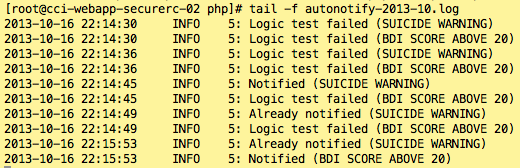 [root@cci-webapp-securerc-02 php]# tail -f autonotify-2013-10.log
2013-10-16 22:14:30 INFO 5: Logic test failed (SUICIDE WARNING)
2013-10-16 22:14:30 INFO 5: Logic test failed (BDI SCORE ABOVE 20)
2013-10-16 22:14:36 INFO 5: Logic test failed (SUICIDE WARNING)
2013-10-16 22:14:36 INFO 5: Logic test failed (BDI SCORE ABOVE 20)
2013-10-16 22:14:45 INFO 5: Notified (SUICIDE WARNING)
2013-10-16 22:14:45 INFO 5: Logic test failed (BDI SCORE ABOVE 20)
2013-10-16 22:14:49 INFO 5: Already notified (SUICIDE WARNING)
2013-10-16 22:14:49 INFO 5: Logic test failed (BDI SCORE ABOVE 20)
2013-10-16 22:15:53 INFO 5: Already notified (SUICIDE WARNING)
2013-10-16 22:15:53 INFO 5: Notified (BDI SCORE ABOVE 20)